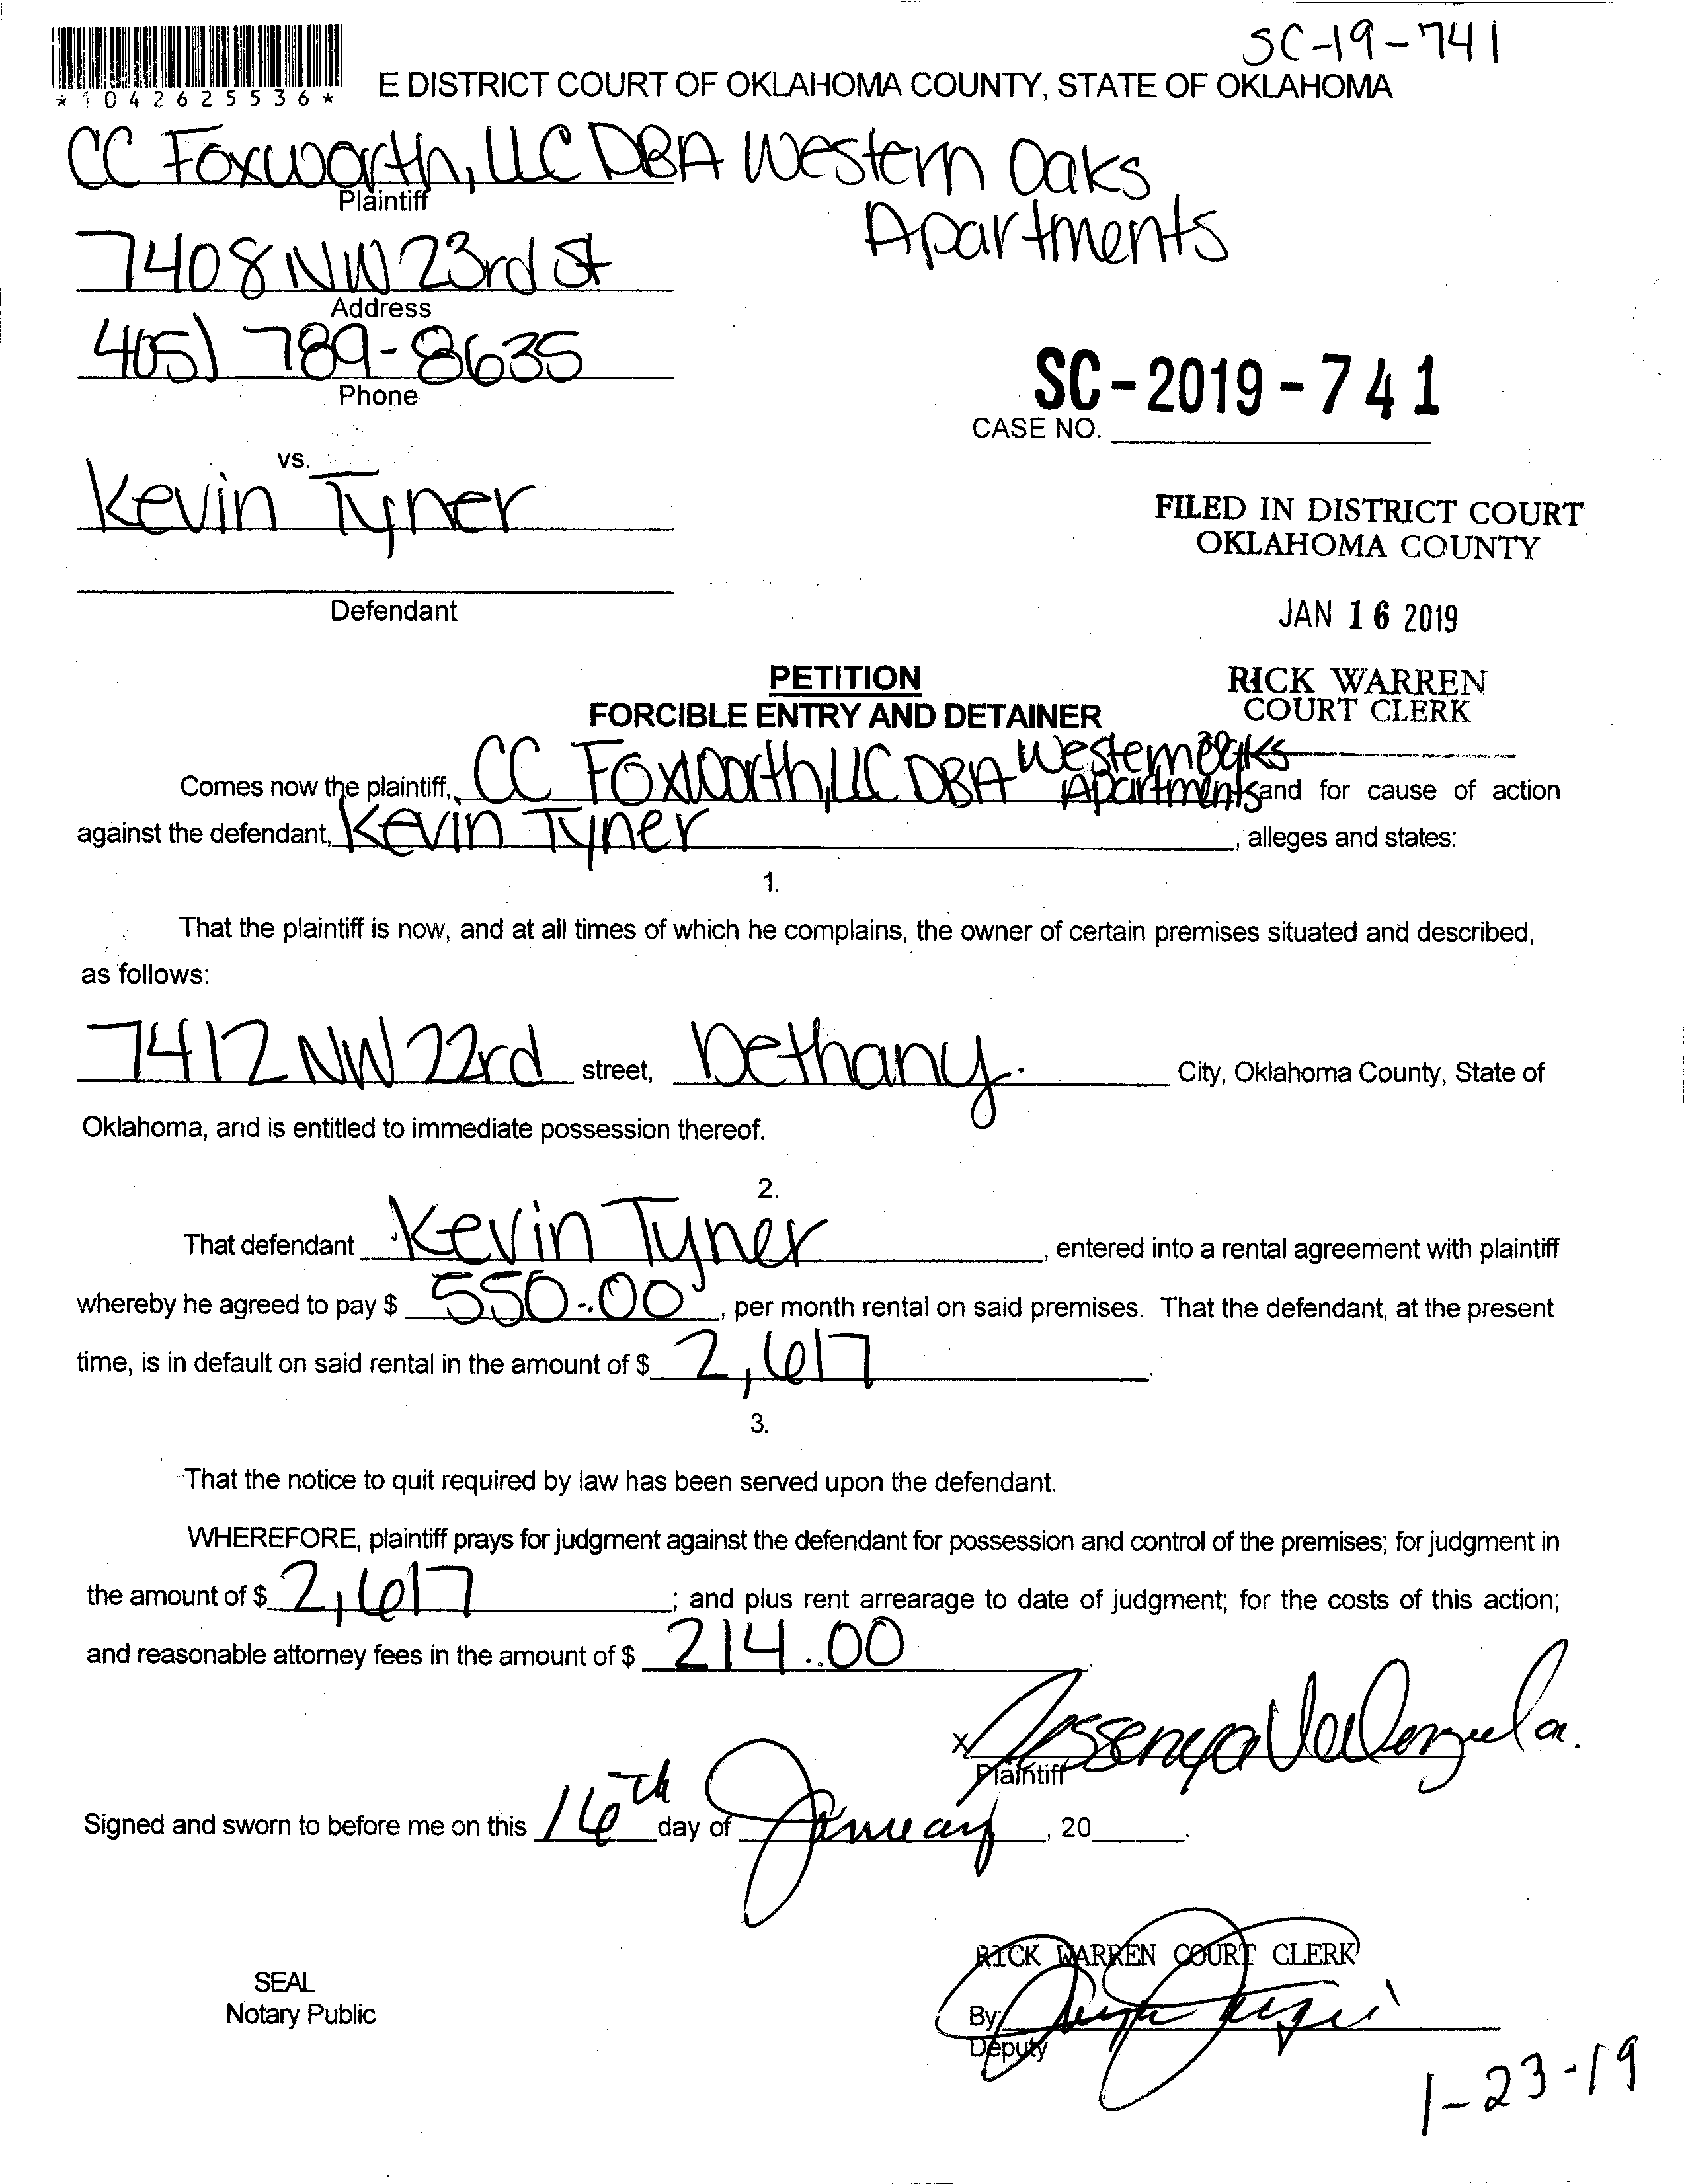 SC-19-741
*1042625536*
E DISTRICT COURT OF OKLAHOMA COUNTY, STATE OF OKLAHOMA
CC Foxworth, LLC DBA Western Oaks
Apartments
Plaintiff
7408 NW 23rd St
Address
405) 789-8635
Phone
SC-2019-741
CASE NO.
vs.
Kevin Tyner
FILED IN DISTRICT COURT
OKLAHOMA COUNTY
Defendant
JAN 16 2019
PETITION
RICK WARREN
FORCIBLE ENTRY AND DETAINER
COURT CLERK
Comes now the plaintiff, CC Foxworth, LLC DBA Western Oaks Apartments and for cause of action
against the defendant, Kevin Tyner, alleges and states:
1.
That the plaintiff is now, and at all times of which he complains, the owner of certain premises situated and described,
as follows:
7412 NW 22rd street, Bethany City, Oklahoma County, State of
Oklahoma, and is entitled to immediate possession thereof.
2.
That defendant Kevin Tyner, entered into a rental agreement with plaintiff
whereby he agreed to pay $ 550.00, per month rental on said premises. That the defendant, at the present
time, is in default on said rental in the amount of $ 2,617.
3.
That the notice to quit required by law has been served upon the defendant.
WHEREFORE, plaintiff prays for judgment against the defendant for possession and control of the premises; for judgment in
the amount of $ 2,617; and plus rent arrearage to date of judgment; for the costs of this action;
and reasonable attorney fees in the amount of $ 214.00.
X Yessenya Valenzuela.
Plaintiff
Signed and sworn to before me on this 16th day of January, 20 .
RICK WARREN COURT CLERK
SEAL
Notary Public
By
Deputy
1-23-19